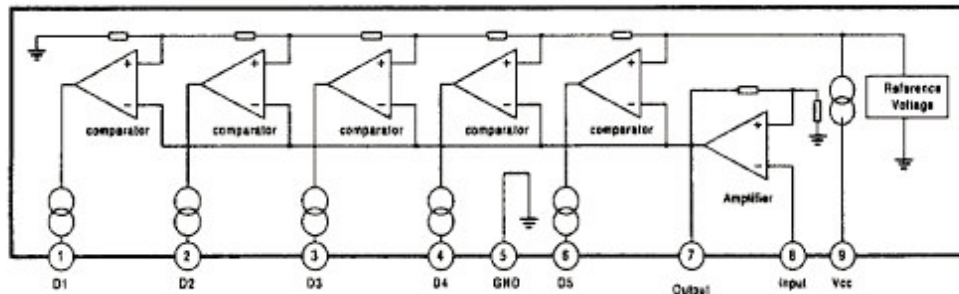 + + + + +
− − − − −
comparator comparator comparator comparator comparator
Reference
Voltage
+
−
Amplifier
1 2 3 4 5 6 7 8 9
D1 D2 D3 D4 GND D5 Output Input Vcc